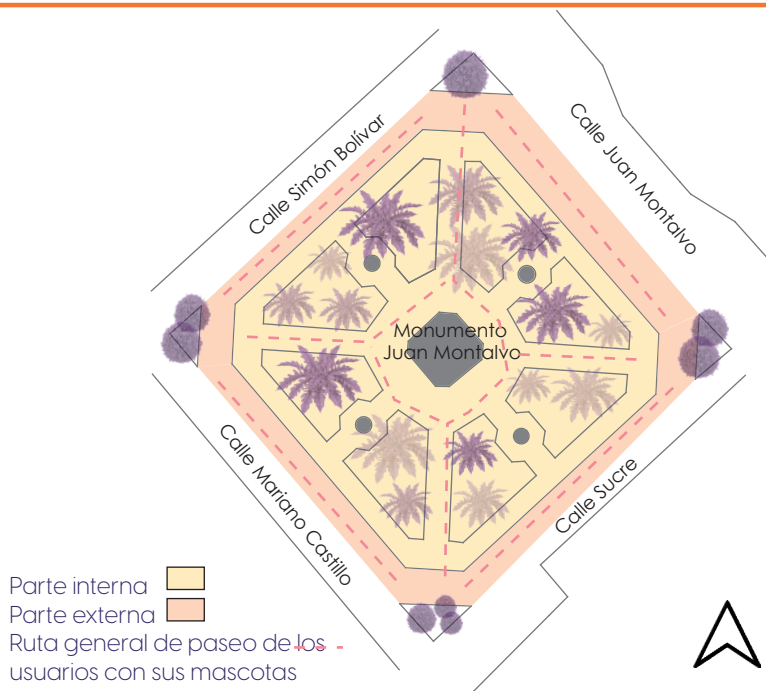 Calle Simón Bolívar
Calle Juan Montalvo
Monumento
Juan Montalvo
Calle Mariano Castillo
Calle Sucre
Parte interna
Parte externa
Ruta general de paseo de los
usuarios con sus mascotas